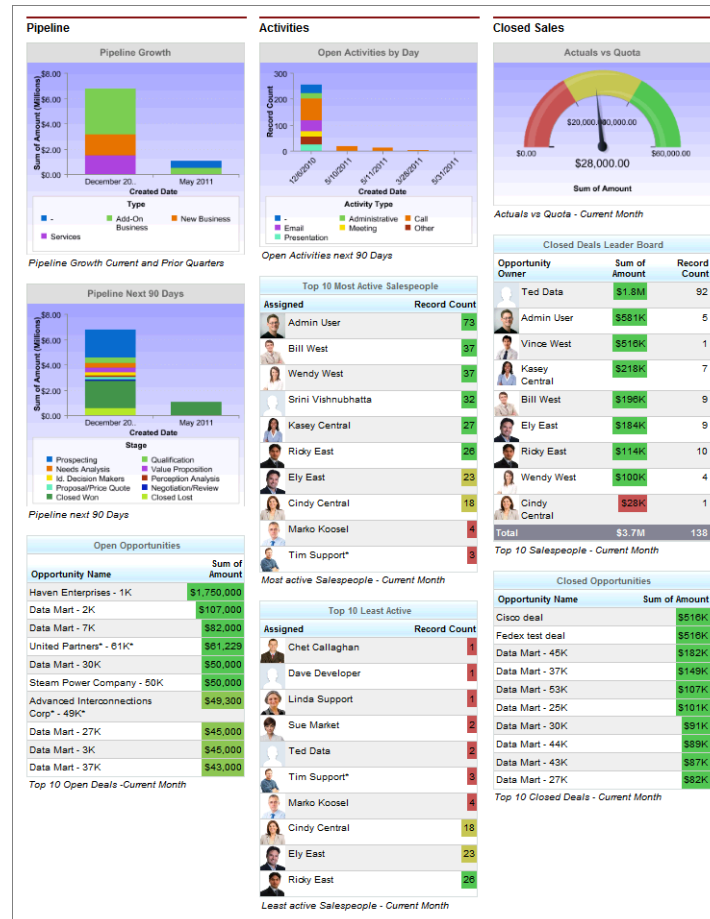 Pipeline
Pipeline Growth
Sum of Amount (Millions)
$8.00
$6.00
$4.00
$2.00
$0.00
December 20..
May 2011
Created Date
Type
-
Add-On Business
New Business
Services
Pipeline Growth Current and Prior Quarters
Pipeline Next 90 Days
Sum of Amount (Millions)
$8.00
$6.00
$4.00
$2.00
$0.00
December 20..
May 2011
Created Date
Stage
Prospecting
Qualification
Needs Analysis
Value Proposition
Id. Decision Makers
Perception Analysis
Proposal/Price Quote
Negotiation/Review
Closed Won
Closed Lost
Pipeline next 90 Days
Open Opportunities
Opportunity Name Sum of Amount
Haven Enterprises - 1K $1,750,000
Data Mart - 2K $107,000
Data Mart - 7K $82,000
United Partners* - 61K* $61,229
Data Mart - 30K $50,000
Steam Power Company - 50K $50,000
Advanced Interconnections Corp* - 49K* $49,300
Data Mart - 27K $45,000
Data Mart - 3K $45,000
Data Mart - 37K $43,000
Top 10 Open Deals -Current Month
Activities
Open Activities by Day
Record Count
300
200
100
0
12/6/2010
5/10/2011
5/11/2011
3/28/2011
5/31/2011
Created Date
Activity Type
-
Administrative
Call
Email
Meeting
Other
Presentation
Open Activities next 90 Days
Top 10 Most Active Salespeople
Assigned Record Count
Admin User 73
Bill West 37
Wendy West 37
Srini Vishnubhatta 32
Kasey Central 27
Ricky East 26
Ely East 23
Cindy Central 18
Marko Koosel 4
Tim Support* 3
Most active Salespeople - Current Month
Top 10 Least Active
Assigned Record Count
Chet Callaghan 1
Dave Developer 1
Linda Support 1
Sue Market 2
Ted Data 2
Tim Support* 3
Marko Koosel 4
Cindy Central 18
Ely East 23
Ricky East 26
Least active Salespeople - Current Month
Closed Sales
Actuals vs Quota
$0.00
$60,000.00
$28,000.00
Sum of Amount
Actuals vs Quota - Current Month
Closed Deals Leader Board
Opportunity Owner Sum of Amount Record Count
Ted Data $1.8M 92
Admin User $581K 5
Vince West $516K 1
Kasey Central $218K 7
Bill West $196K 9
Ely East $184K 9
Ricky East $114K 10
Wendy West $100K 4
Cindy Central $28K 1
Total $3.7M 138
Top 10 Salespeople - Current Month
Closed Opportunities
Opportunity Name Sum of Amount
Cisco deal $516K
Fedex test deal $516K
Data Mart - 45K $182K
Data Mart - 37K $149K
Data Mart - 53K $107K
Data Mart - 25K $101K
Data Mart - 30K $91K
Data Mart - 44K $89K
Data Mart - 43K $87K
Data Mart - 27K $82K
Top 10 Closed Deals - Current Month